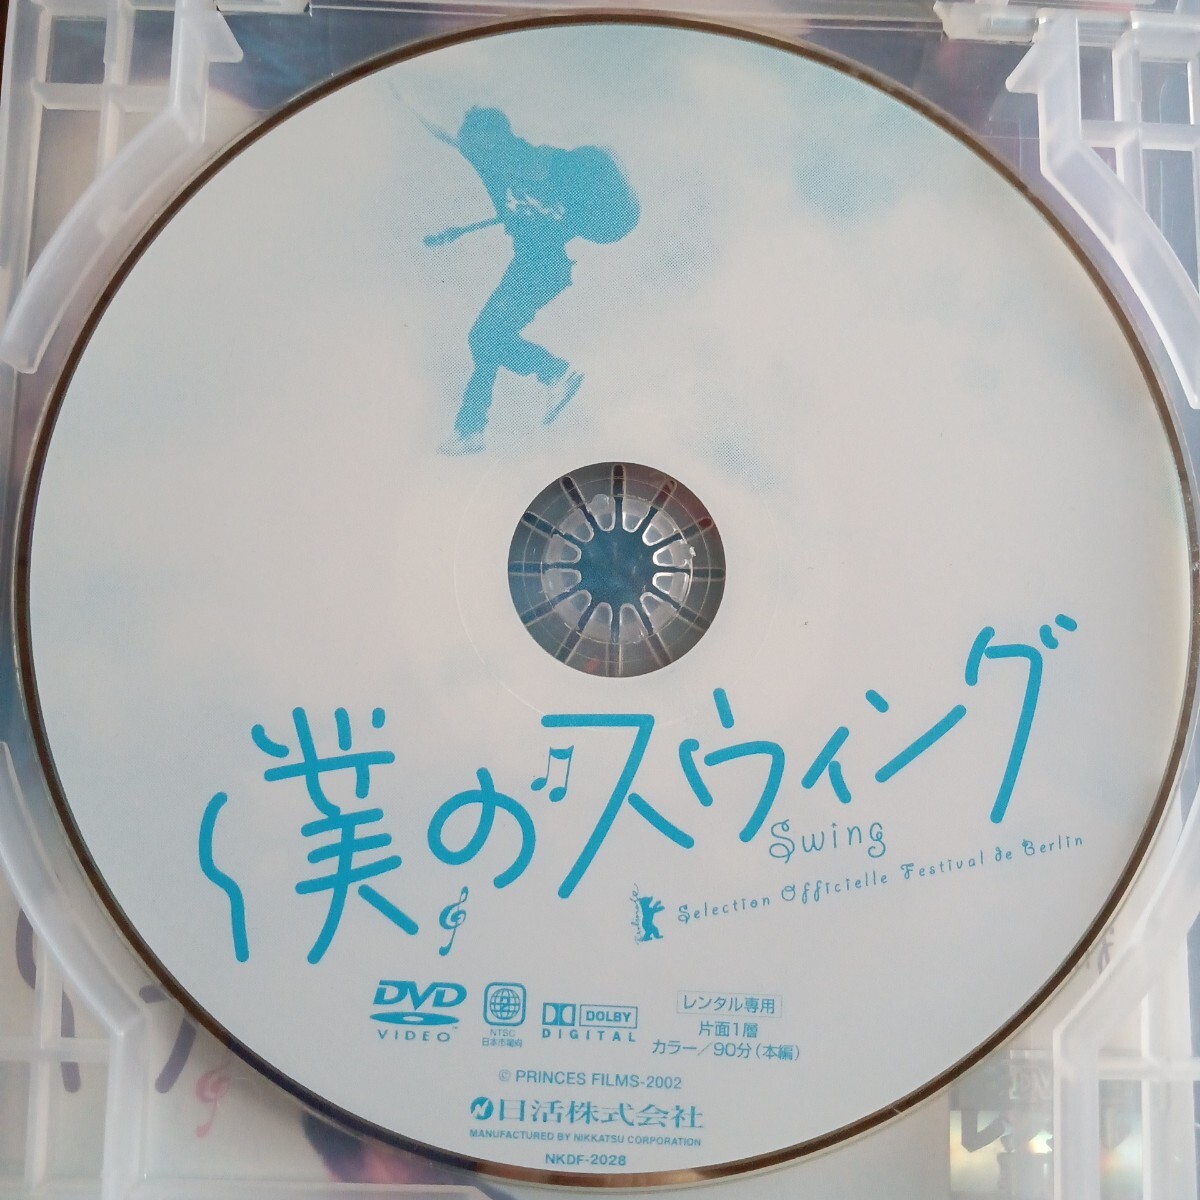 僕のスウィング
Swing
Selection Officielle Festival de Berlin
DVD
VIDEO
2
NTSC
日本市場向
DOLBY
DIGITAL
レンタル専用
片面1層
カラー/90分(本編)
© PRINCES FILMS-2002
日活株式会社
MANUFACTURED BY NIKKATSU CORPORATION
NKDF-2028